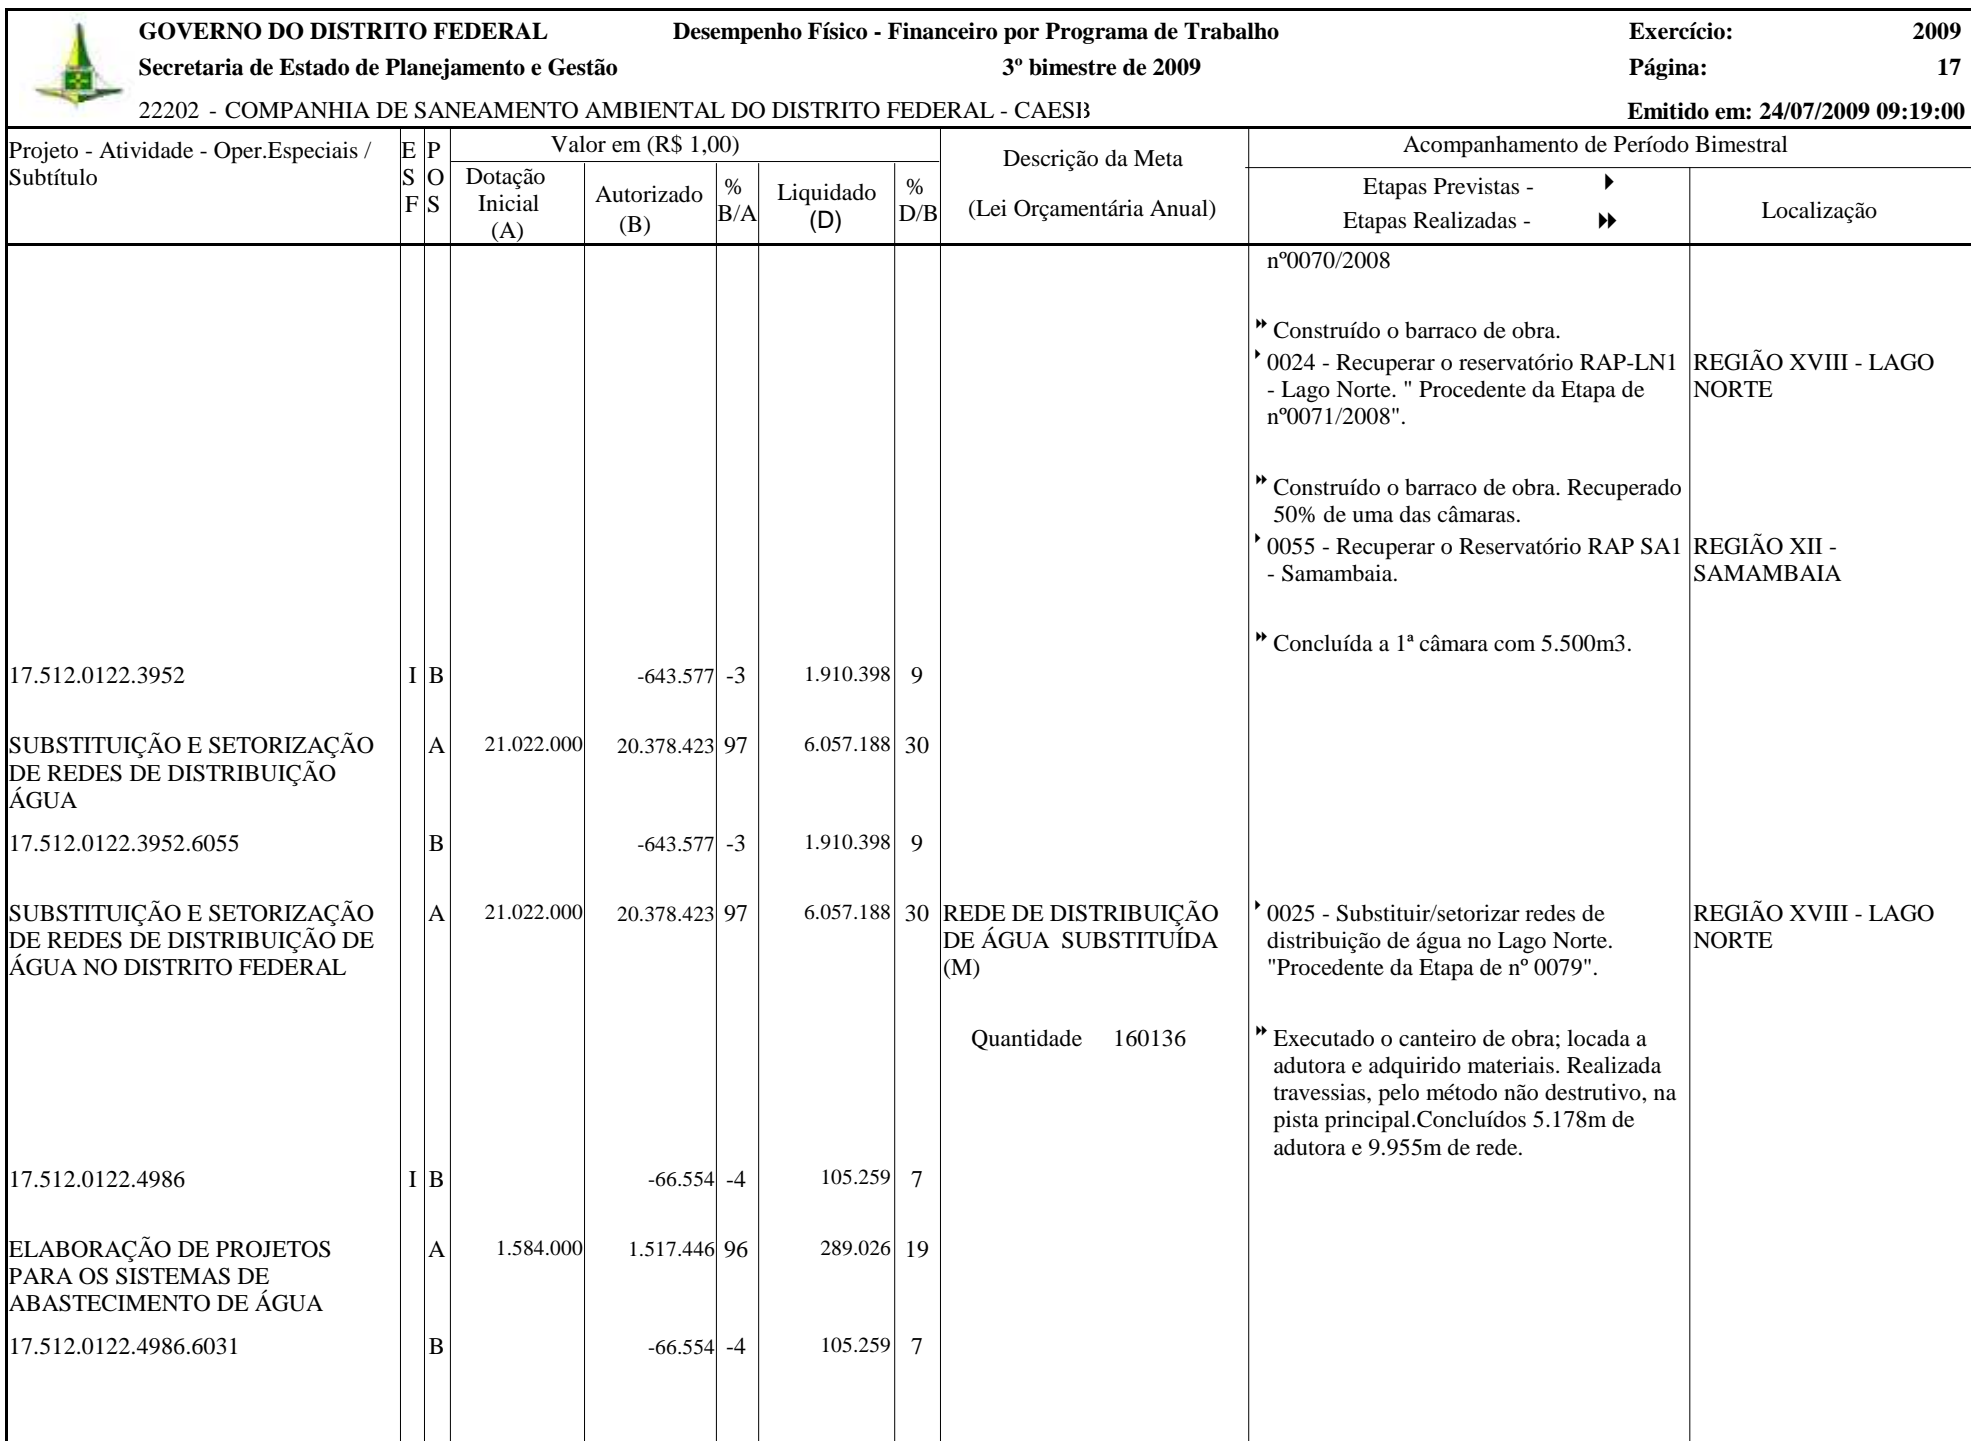 GOVERNO DO DISTRITO FEDERAL Desempenho Físico - Financeiro por Programa de Trabalho Exercício: 2009
Secretaria de Estado de Planejamento e Gestão 3º bimestre de 2009 Página: 17
22202 - COMPANHIA DE SANEAMENTO AMBIENTAL DO DISTRITO FEDERAL - CAESB Emitido em: 24/07/2009 09:19:00
Projeto - Atividade - Oper.Especiais / Subtítulo
E S F
P O S
Valor em (R$ 1,00)
Dotação Inicial (A)
Autorizado (B)
% B/A
Liquidado (D)
% D/B
Descrição da Meta
(Lei Orçamentária Anual)
Acompanhamento de Período Bimestral
Etapas Previstas -
Etapas Realizadas -
Localização
nº0070/2008
Construído o barraco de obra.
0024 - Recuperar o reservatório RAP-LN1 REGIÃO XVIII - LAGO
- Lago Norte. " Procedente da Etapa de NORTE
nº0071/2008".
Construído o barraco de obra. Recuperado
50% de uma das câmaras.
0055 - Recuperar o Reservatório RAP SA1 REGIÃO XII -
- Samambaia. SAMAMBAIA
Concluída a 1ª câmara com 5.500m3.
17.512.0122.3952 I B -643.577 -3 1.910.398 9
SUBSTITUIÇÃO E SETORIZAÇÃO A 21.022.000 20.378.423 97 6.057.188 30
DE REDES DE DISTRIBUIÇÃO
ÁGUA
17.512.0122.3952.6055 B -643.577 -3 1.910.398 9
SUBSTITUIÇÃO E SETORIZAÇÃO A 21.022.000 20.378.423 97 6.057.188 30 REDE DE DISTRIBUIÇÃO 0025 - Substituir/setorizar redes de REGIÃO XVIII - LAGO
DE REDES DE DISTRIBUIÇÃO DE DE ÁGUA SUBSTITUÍDA distribuição de água no Lago Norte. NORTE
ÁGUA NO DISTRITO FEDERAL (M) "Procedente da Etapa de nº 0079".
Quantidade 160136 Executado o canteiro de obra; locada a
adutora e adquirido materiais. Realizada
travessias, pelo método não destrutivo, na
pista principal.Concluídos 5.178m de
adutora e 9.955m de rede.
17.512.0122.4986 I B -66.554 -4 105.259 7
ELABORAÇÃO DE PROJETOS A 1.584.000 1.517.446 96 289.026 19
PARA OS SISTEMAS DE
ABASTECIMENTO DE ÁGUA
17.512.0122.4986.6031 B -66.554 -4 105.259 7